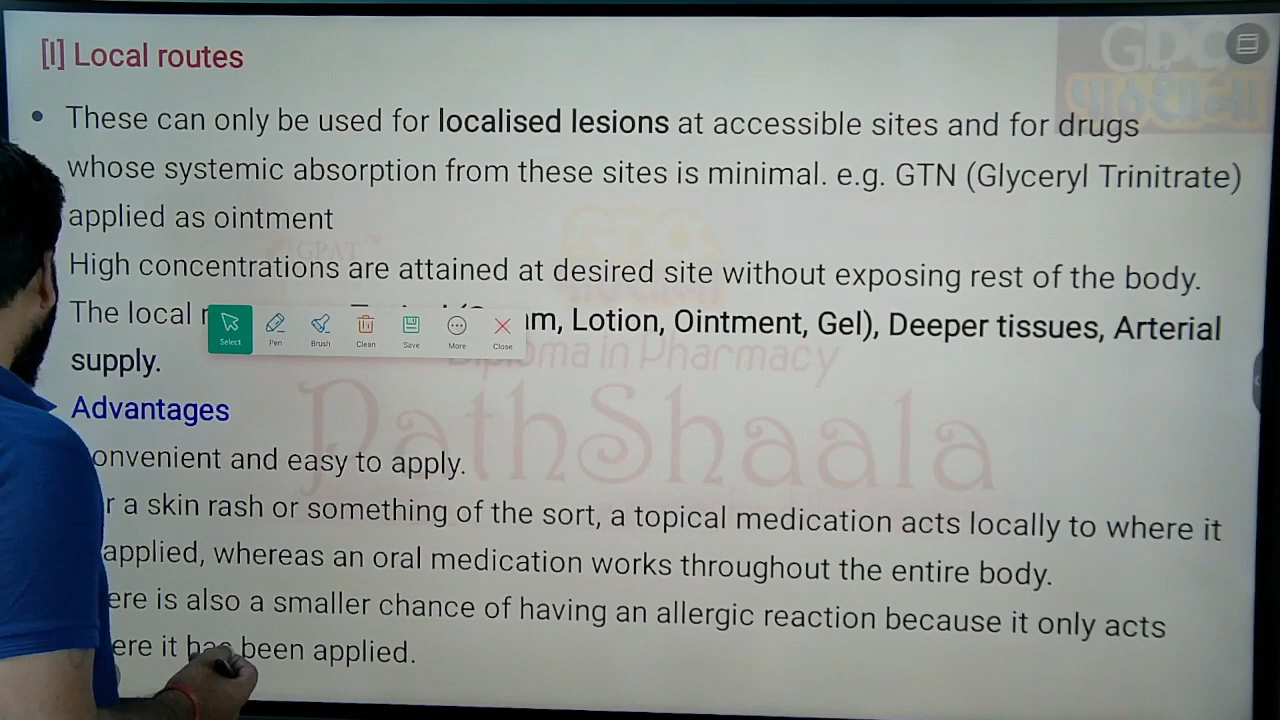 [I] Local routes
• These can only be used for localised lesions at accessible sites and for drugs
whose systemic absorption from these sites is minimal. e.g. GTN (Glyceryl Trinitrate)
applied as ointment
High concentrations are attained at desired site without exposing rest of the body.
The local
am, Lotion, Ointment, Gel), Deeper tissues, Arterial
supply.
Select
Pen
Brush
Clean
Save
More
Close
Advantages
onvenient and easy to apply.
r a skin rash or something of the sort, a topical medication acts locally to where it
applied, whereas an oral medication works throughout the entire body.
ere is also a smaller chance of having an allergic reaction because it only acts
ere it has been applied.
GDC
પાઠશાલા
GPAT
Diploma in Pharmacy
PathShaala